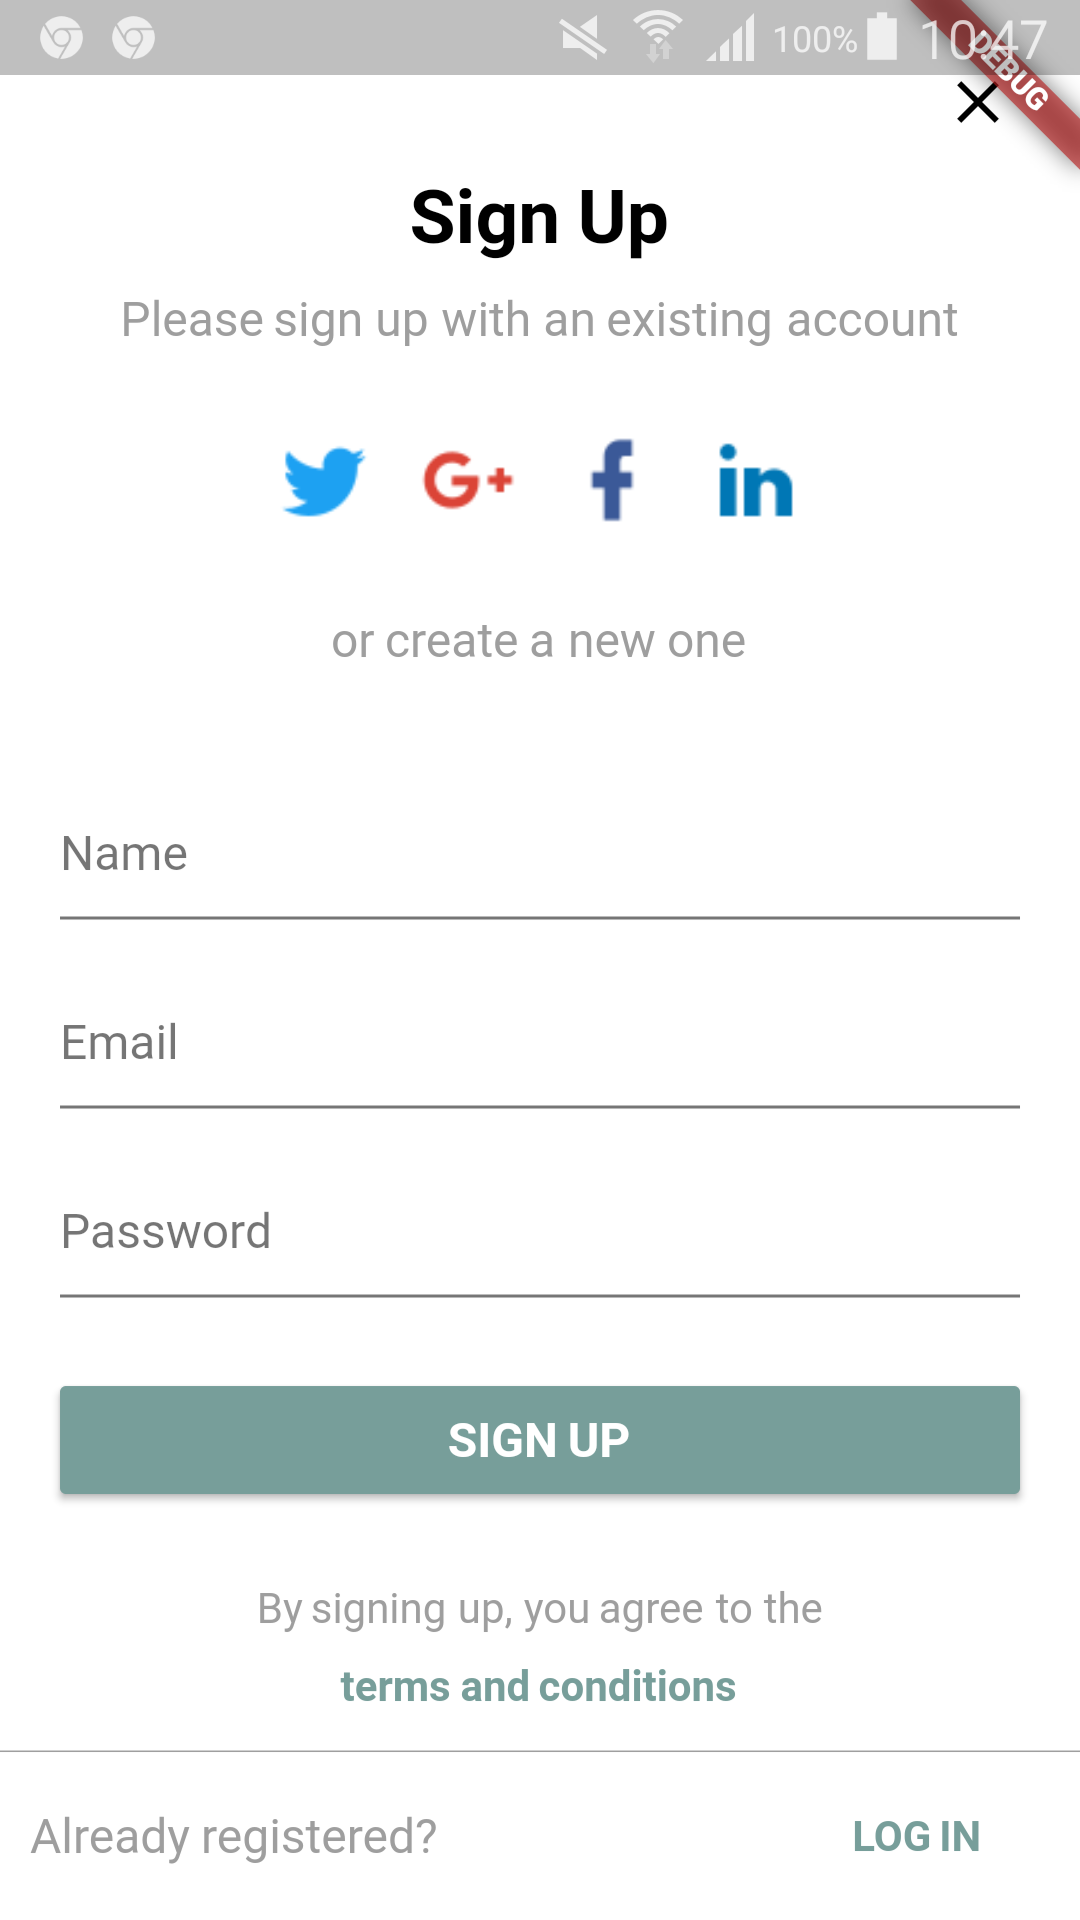 100% 10:47
DEBUG
Sign Up
Please sign up with an existing account
G+ f in
or create a new one
Name
Email
Password
SIGN UP
By signing up, you agree to the
terms and conditions
Already registered? LOG IN